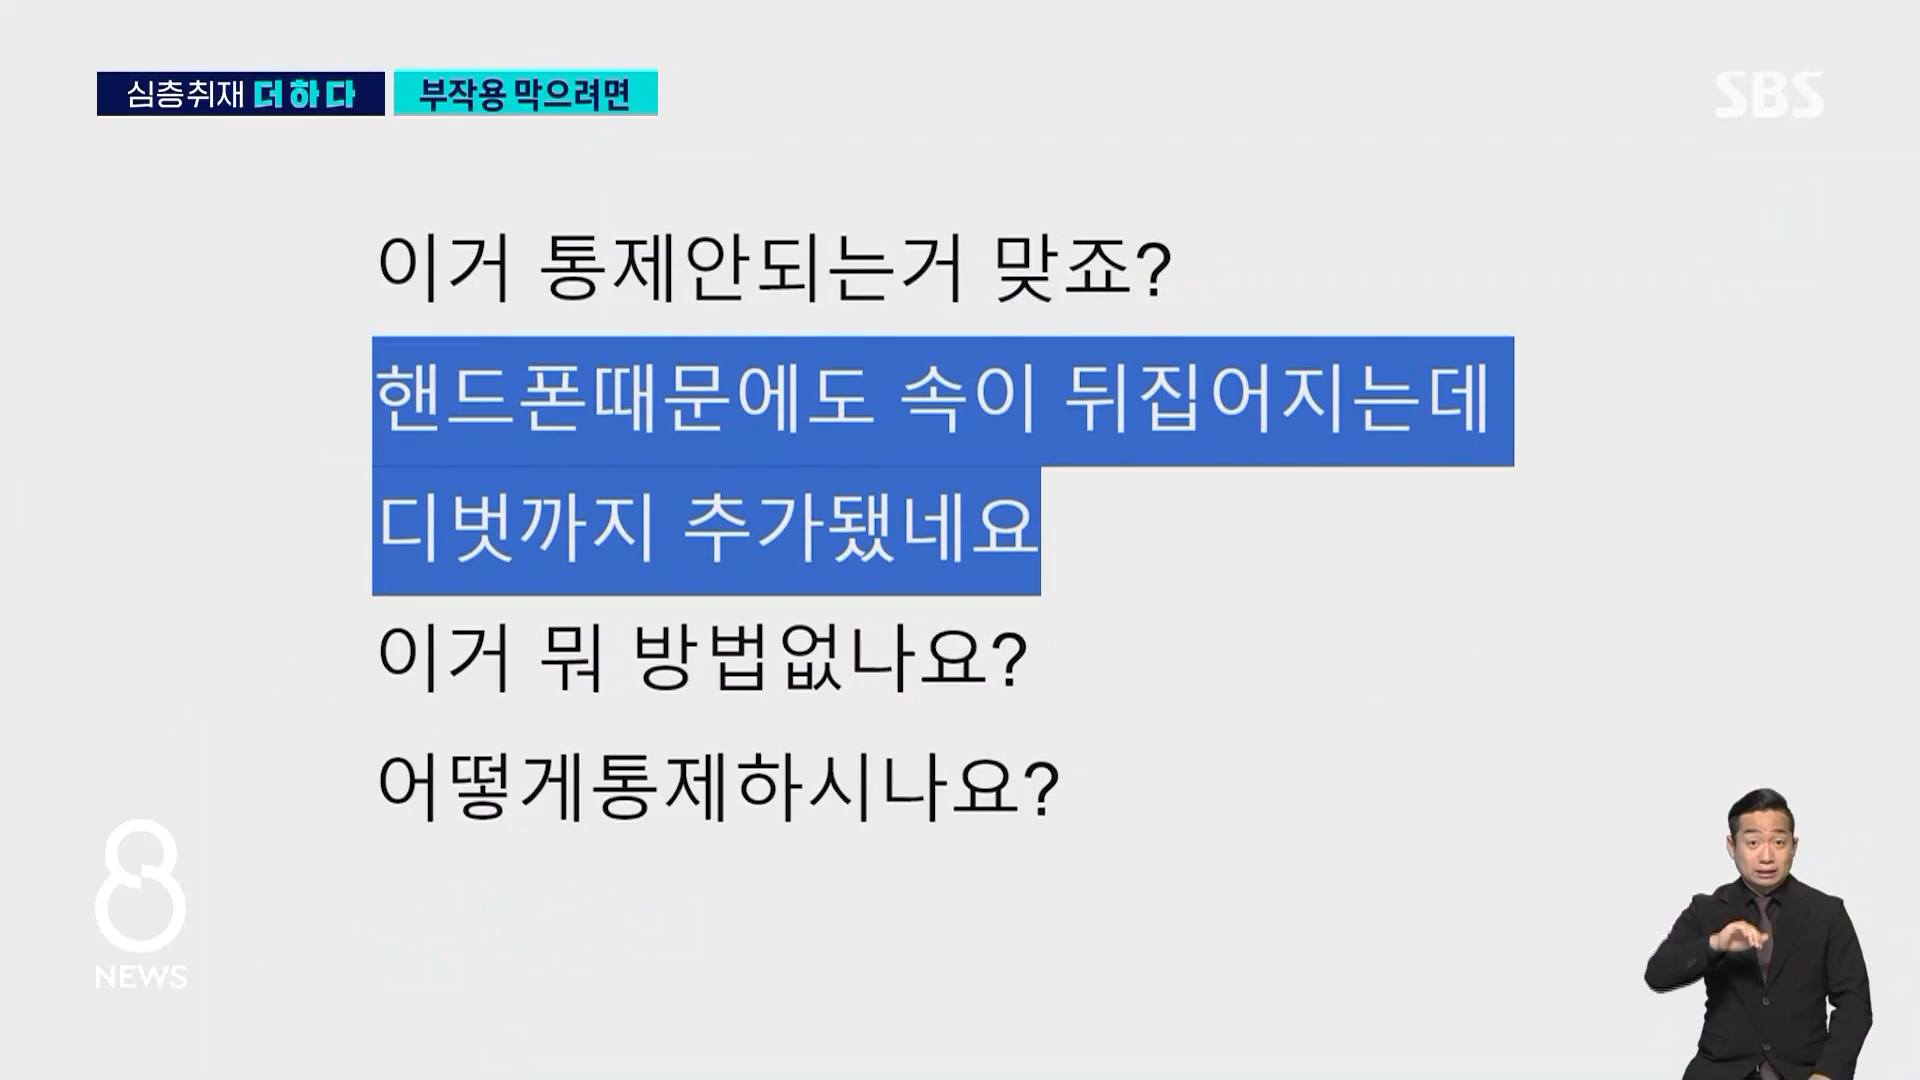 심층취재 더하다 부작용 막으려면
SBS
이거 통제안되는거 맞죠?
핸드폰때문에도 속이 뒤집어지는데
디벗까지 추가됐네요
이거 뭐 방법없나요?
어떻게통제하시나요?
8
NEWS